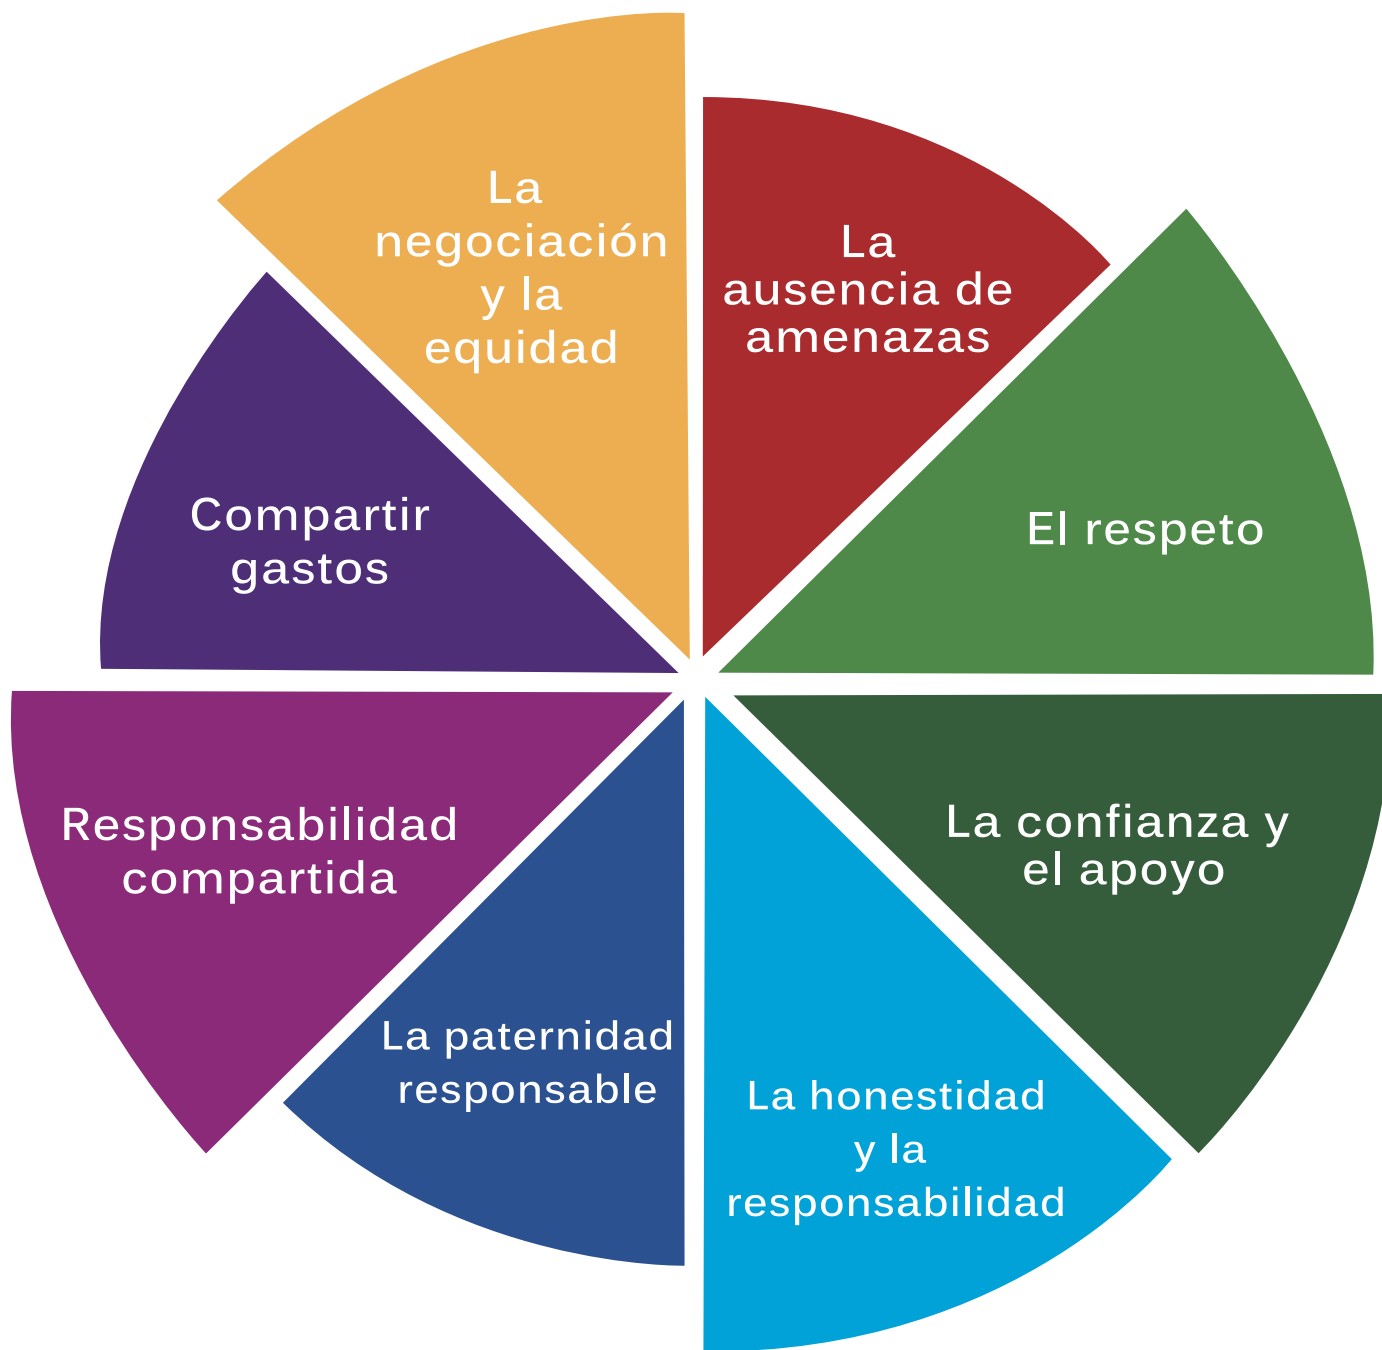 La
negociación
y la
equidad
La
ausencia de
amenazas
El respeto
Compartir
gastos
Responsabilidad
compartida
La confianza y
el apoyo
La paternidad
responsable
La honestidad
y la
responsabilidad